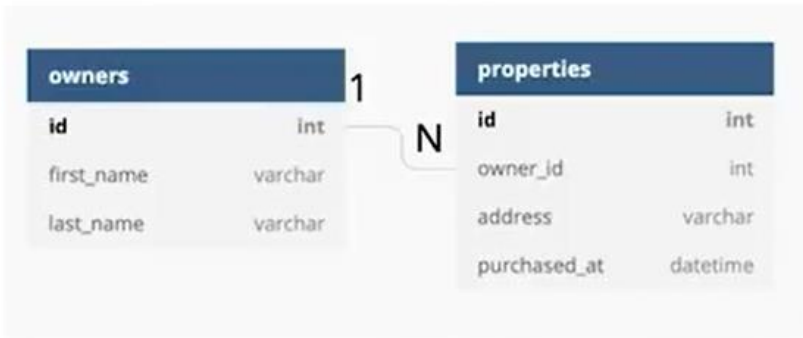 owners
1
id int
first_name varchar
last_name varchar
N
properties
id int
owner_id int
address varchar
purchased_at datetime